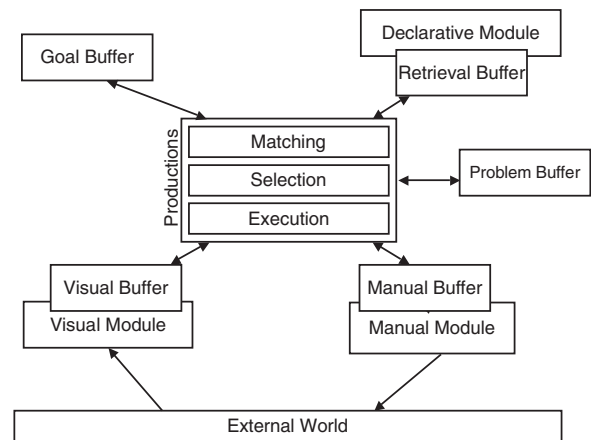 Declarative Module
Goal Buffer
Retrieval Buffer
Productions
Matching
Selection
Execution
Problem Buffer
Visual Buffer
Manual Buffer
Visual Module
Manual Module
External World